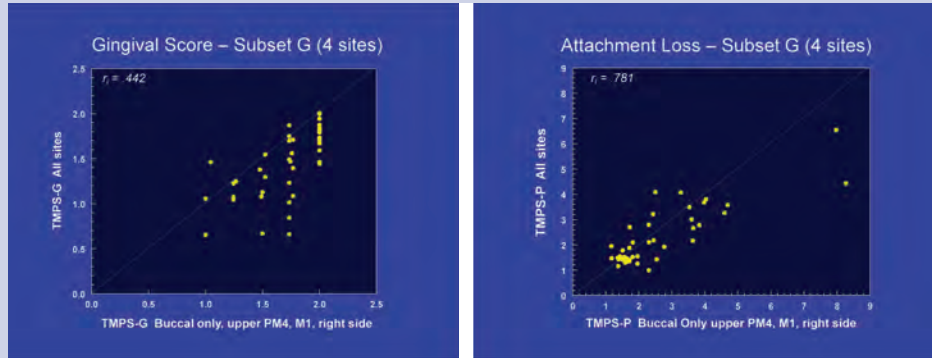 Gingival Score – Subset G (4 sites)
r_i = .442
2.5
2.0
1.5
1.0
0.5
0.0
TMPS-G All sites
0.0 0.5 1.0 1.5 2.0 2.5
TMPS-G Buccal only, upper PM4, M1, right side
Attachment Loss – Subset G (4 sites)
r_i = .781
9
8
7
6
5
4
3
2
1
0
TMPS-P All sites
0 1 2 3 4 5 6 7 8 9
TMPS-P Buccal Only upper PM4, M1, right side